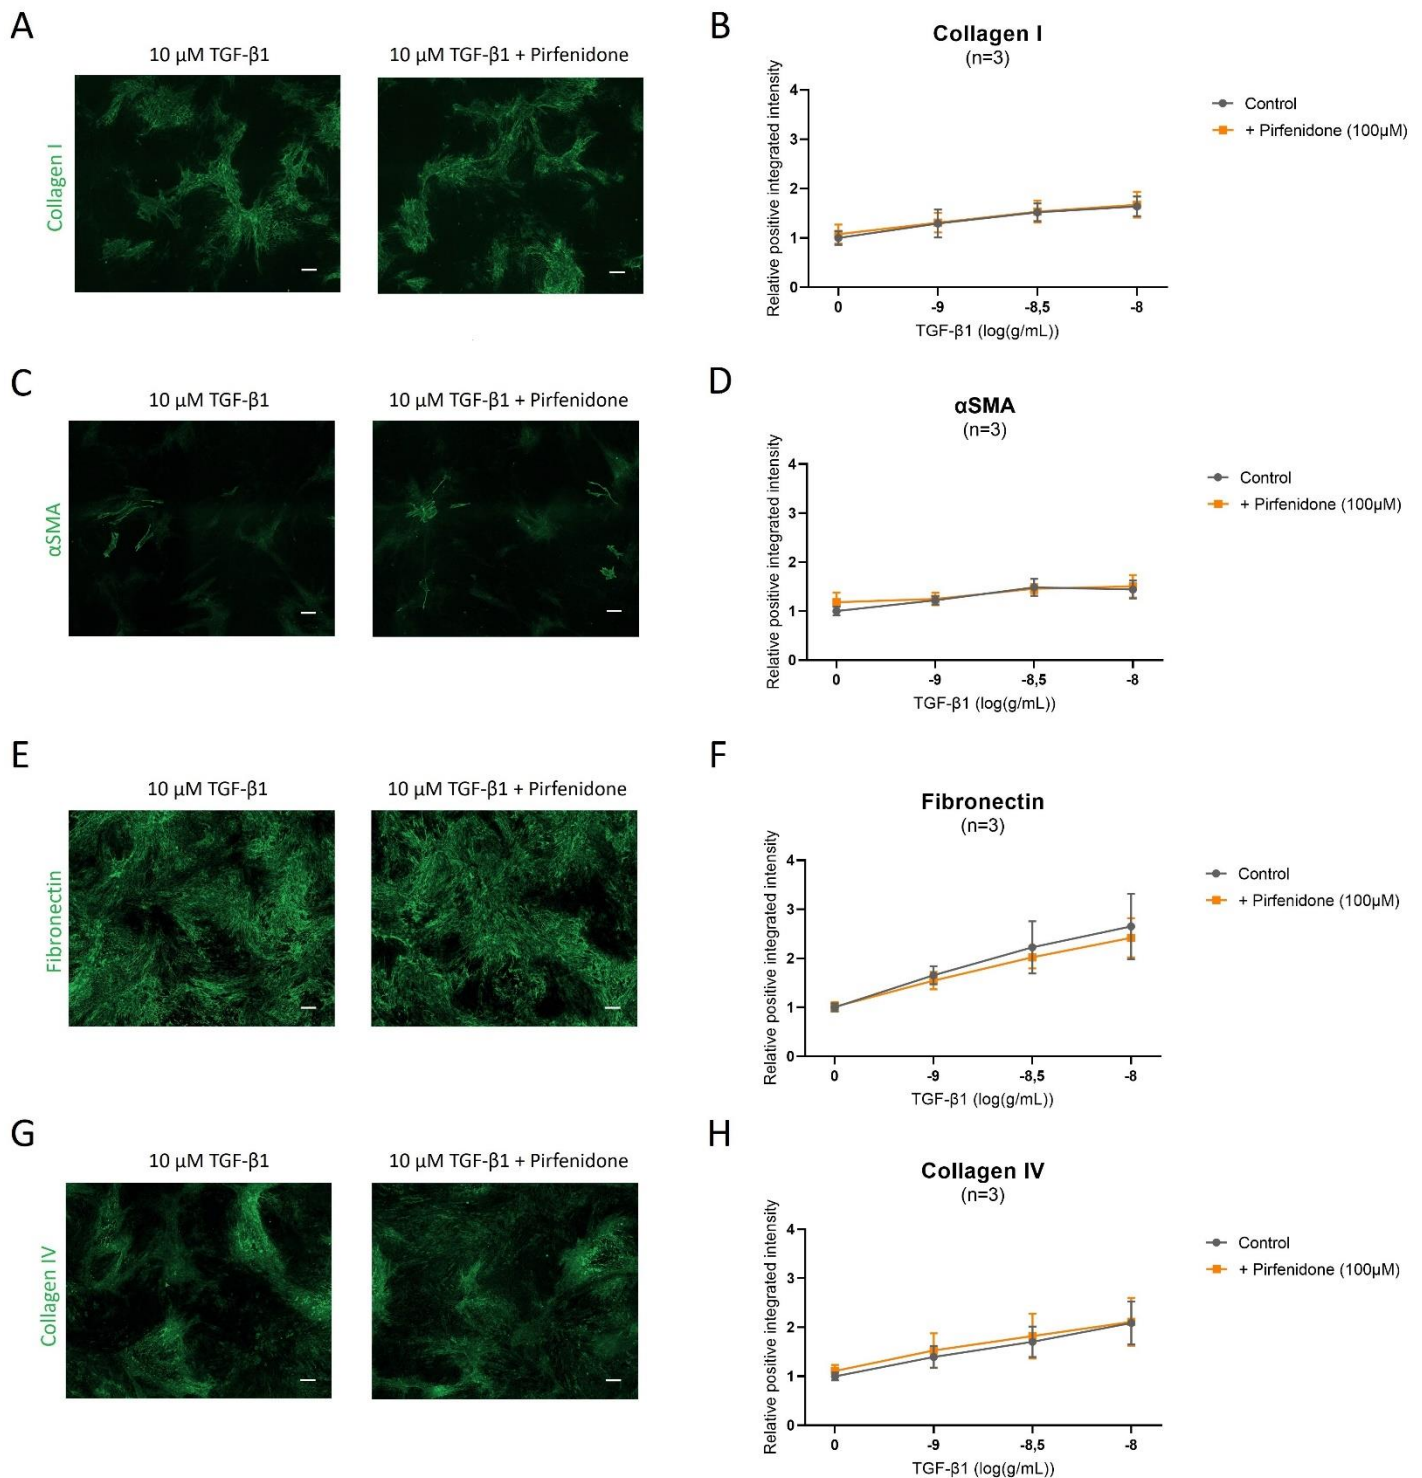 A
10 µM TGF-β1
10 µM TGF-β1 + Pirfenidone
Collagen I
B
Collagen I
(n=3)
Relative positive integrated intensity
4
3
2
1
0
0 -9 -8,5 -8
TGF-β1 (log(g/mL))
Control
+ Pirfenidone (100µM)
C
10 µM TGF-β1
10 µM TGF-β1 + Pirfenidone
αSMA
D
αSMA
(n=3)
Relative positive integrated intensity
4
3
2
1
0
0 -9 -8,5 -8
TGF-β1 (log(g/mL))
Control
+ Pirfenidone (100µM)
E
10 µM TGF-β1
10 µM TGF-β1 + Pirfenidone
Fibronectin
F
Fibronectin
(n=3)
Relative positive integrated intensity
4
3
2
1
0
0 -9 -8,5 -8
TGF-β1 (log(g/mL))
Control
+ Pirfenidone (100µM)
G
10 µM TGF-β1
10 µM TGF-β1 + Pirfenidone
Collagen IV
H
Collagen IV
(n=3)
Relative positive integrated intensity
4
3
2
1
0
0 -9 -8,5 -8
TGF-β1 (log(g/mL))
Control
+ Pirfenidone (100µM)